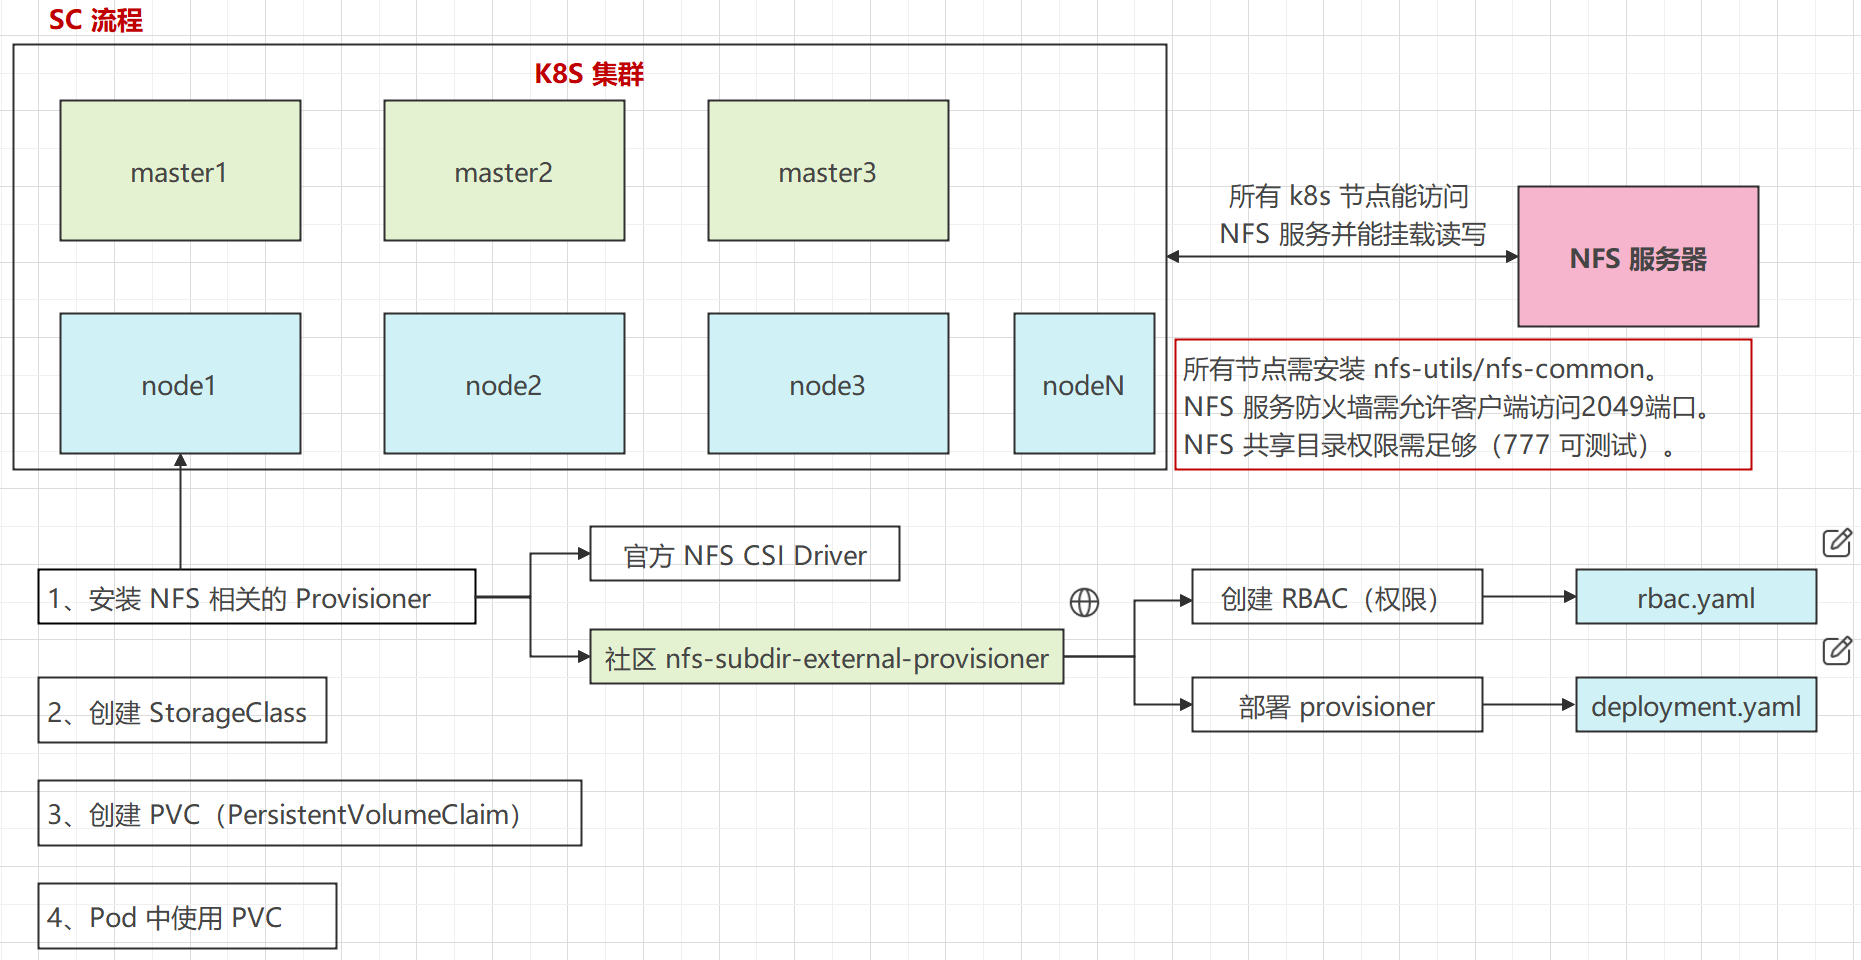 SC 流程
K8S 集群
master1
master2
master3
所有 k8s 节点能访问
NFS 服务并能挂载读写
NFS 服务器
node1
node2
node3
nodeN
所有节点需安装 nfs-utils/nfs-common。
NFS 服务防火墙需允许客户端访问2049端口。
NFS 共享目录权限需足够（777 可测试）。
官方 NFS CSI Driver
1、安装 NFS 相关的 Provisioner
创建 RBAC（权限）
rbac.yaml
社区 nfs-subdir-external-provisioner
2、创建 StorageClass
部署 provisioner
deployment.yaml
3、创建 PVC（PersistentVolumeClaim）
4、Pod 中使用 PVC